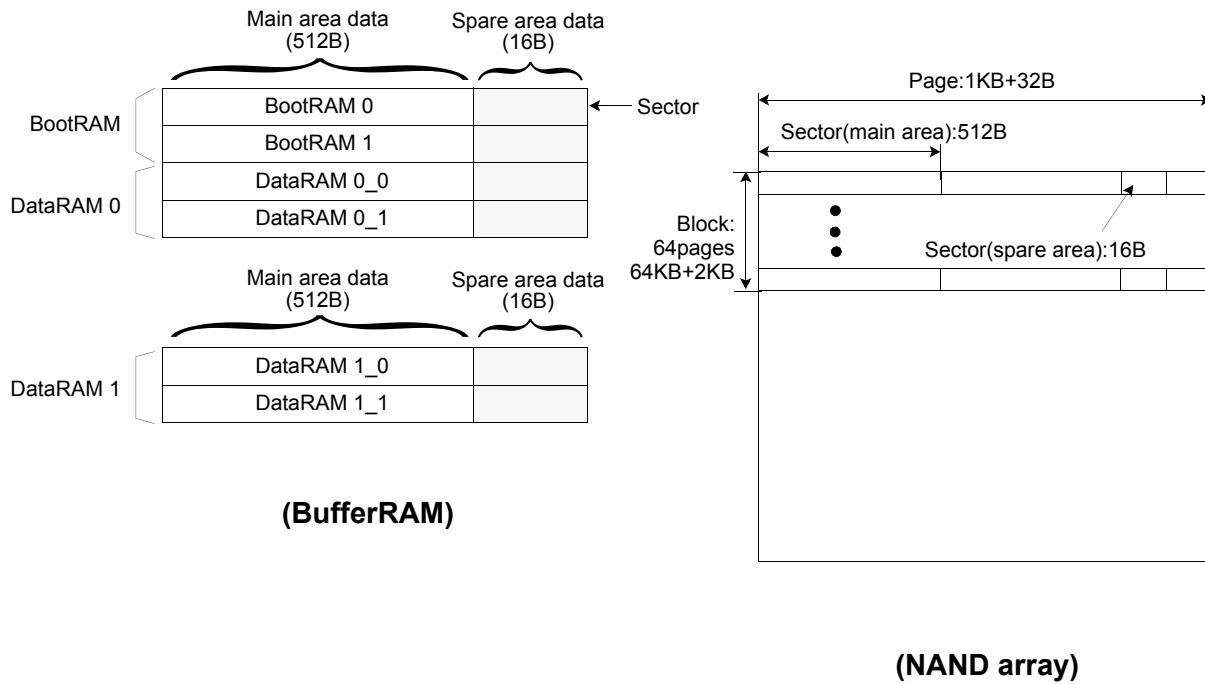 Main area data
(512B)
Spare area data
(16B)
BootRAM
BootRAM 0
Sector
BootRAM 1
DataRAM 0
DataRAM 0_0
DataRAM 0_1
Main area data
(512B)
Spare area data
(16B)
DataRAM 1
DataRAM 1_0
DataRAM 1_1
(BufferRAM)
Page:1KB+32B
Sector(main area):512B
Block:
64pages
64KB+2KB
Sector(spare area):16B
(NAND array)